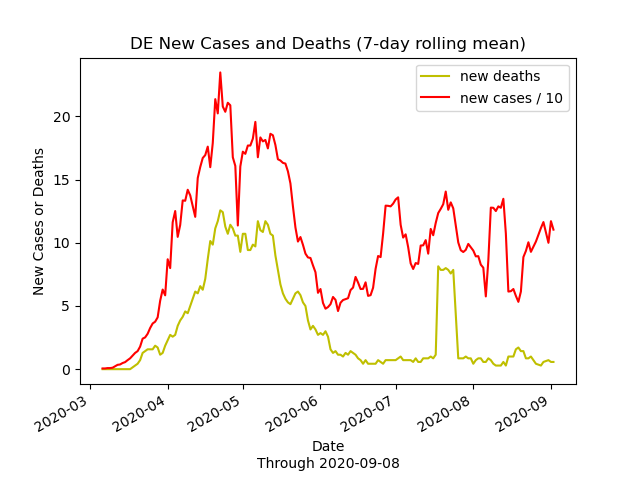 DE New Cases and Deaths (7-day rolling mean)
new deaths
new cases / 10
New Cases or Deaths
20
15
10
5
0
2020-03
2020-04
2020-05
2020-06
2020-07
2020-08
2020-09
Date
Through 2020-09-08